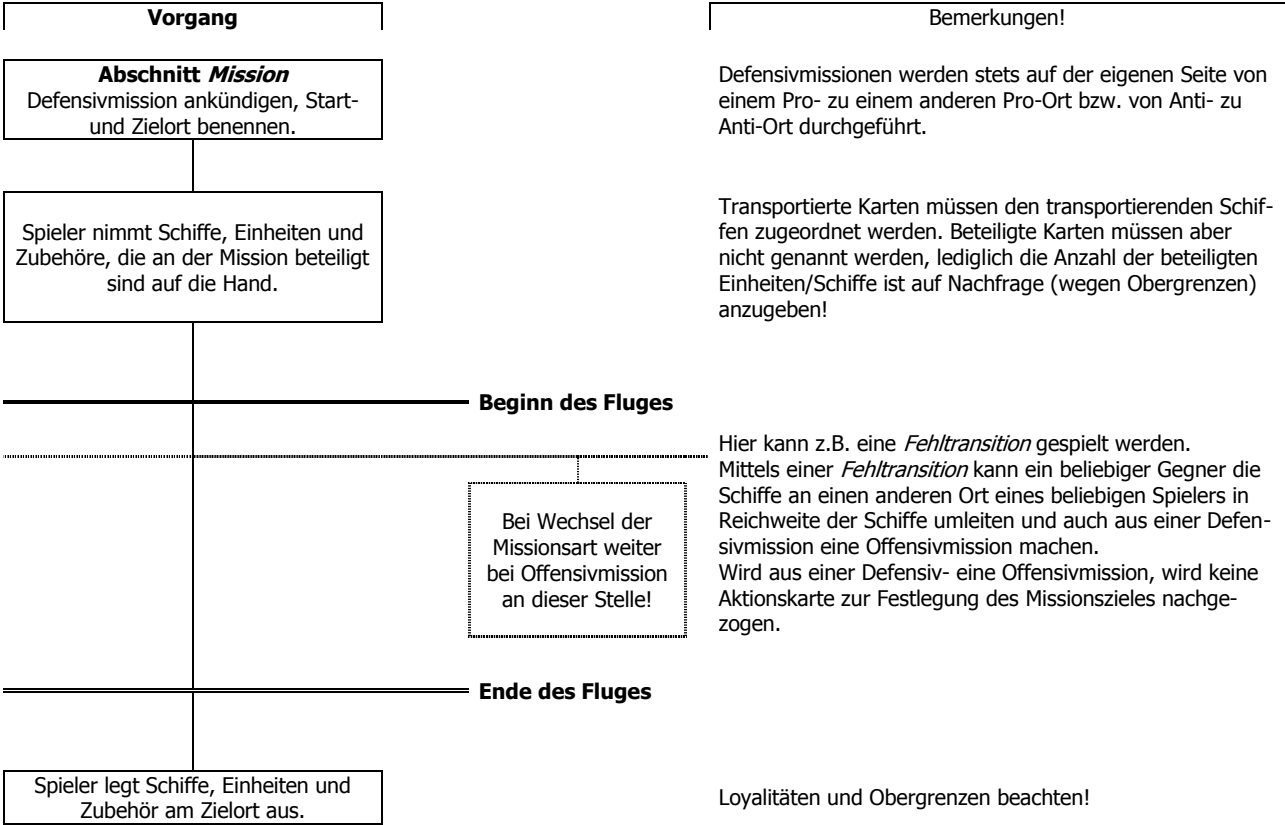 Vorgang
Bemerkungen!
Abschnitt Mission
Defensivmission ankündigen, Start-
und Zielort benennen.
Defensivmissionen werden stets auf der eigenen Seite von
einem Pro- zu einem anderen Pro-Ort bzw. von Anti- zu
Anti-Ort durchgeführt.
Spieler nimmt Schiffe, Einheiten und
Zubehöre, die an der Mission beteiligt
sind auf die Hand.
Transportierte Karten müssen den transportierenden Schif-
fen zugeordnet werden. Beteiligte Karten müssen aber
nicht genannt werden, lediglich die Anzahl der beteiligten
Einheiten/Schiffe ist auf Nachfrage (wegen Obergrenzen)
anzugeben!
Beginn des Fluges
Hier kann z.B. eine Fehltransition gespielt werden.
Mittels einer Fehltransition kann ein beliebiger Gegner die
Schiffe an einen anderen Ort eines beliebigen Spielers in
Reichweite der Schiffe umleiten und auch aus einer Defen-
sivmission eine Offensivmission machen.
Wird aus einer Defensiv- eine Offensivmission, wird keine
Aktionskarte zur Festlegung des Missionszieles nachge-
zogen.
Bei Wechsel der
Missionsart weiter
bei Offensivmission
an dieser Stelle!
Ende des Fluges
Spieler legt Schiffe, Einheiten und
Zubehör am Zielort aus.
Loyalitäten und Obergrenzen beachten!